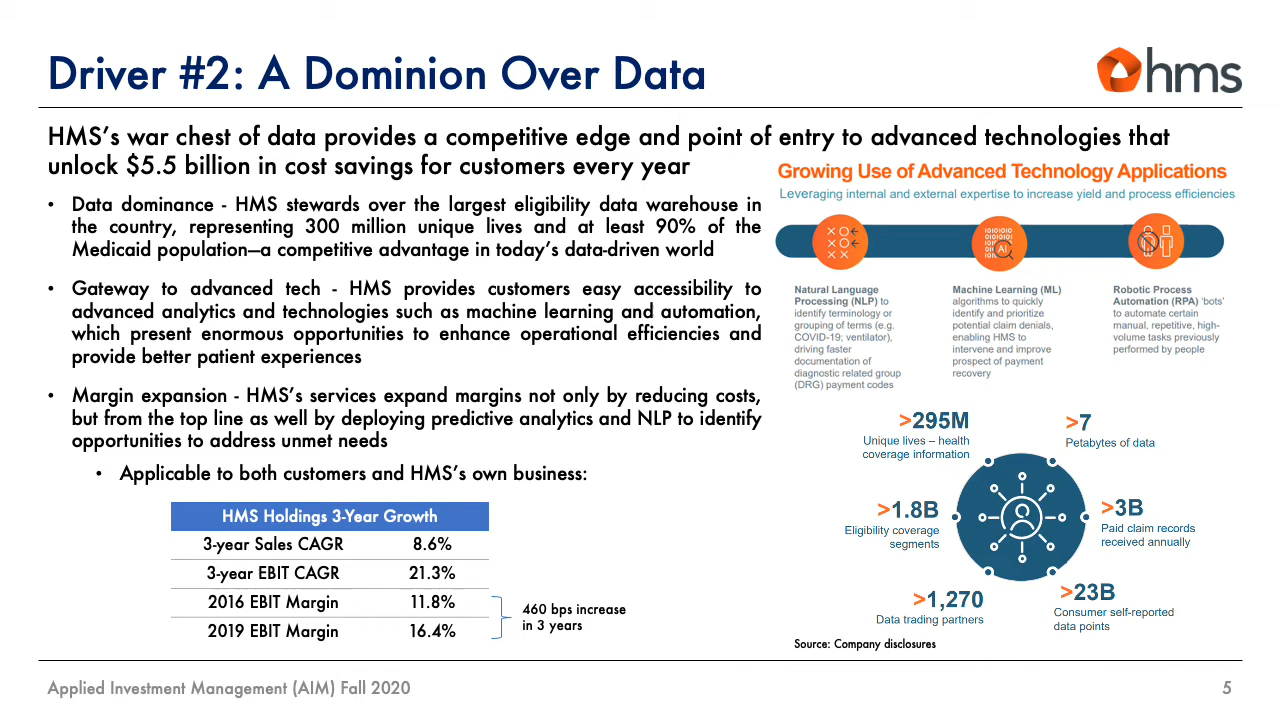 Driver #2: A Dominion Over Data
hms
HMS's war chest of data provides a competitive edge and point of entry to advanced technologies that
unlock $5.5 billion in cost savings for customers every year
• Data dominance - HMS stewards over the largest eligibility data warehouse in
the country, representing 300 million unique lives and at least 90% of the
Medicaid population—a competitive advantage in today's data-driven world
• Gateway to advanced tech - HMS provides customers easy accessibility to
advanced analytics and technologies such as machine learning and automation,
which present enormous opportunities to enhance operational efficiencies and
provide better patient experiences
• Margin expansion - HMS's services expand margins not only by reducing costs,
but from the top line as well by deploying predictive analytics and NLP to identify
opportunities to address unmet needs
• Applicable to both customers and HMS's own business:
HMS Holdings 3-Year Growth
3-year Sales CAGR 8.6%
3-year EBIT CAGR 21.3%
2016 EBIT Margin 11.8%
2019 EBIT Margin 16.4%
460 bps increase
in 3 years
Growing Use of Advanced Technology Applications
Leveraging internal and external expertise to increase yield and process efficiencies
Natural Language
Processing (NLP) to
identify terminology or
grouping of terms (e.g.
COVID-19; ventilator),
driving faster
documentation of
diagnostic related group
(DRG) payment codes
Machine Learning (ML)
algorithms to quickly
identify and prioritize
potential claim denials,
enabling HMS to
intervene and improve
prospect of payment
recovery
Robotic Process
Automation (RPA) 'bots'
to automate certain
manual, repetitive, high-
volume tasks previously
performed by people
>295M
Unique lives – health
coverage information
>7
Petabytes of data
>1.8B
Eligibility coverage
segments
>3B
Paid claim records
received annually
>1,270
Data trading partners
>23B
Consumer self-reported
data points
Source: Company disclosures
Applied Investment Management (AIM) Fall 2020
5